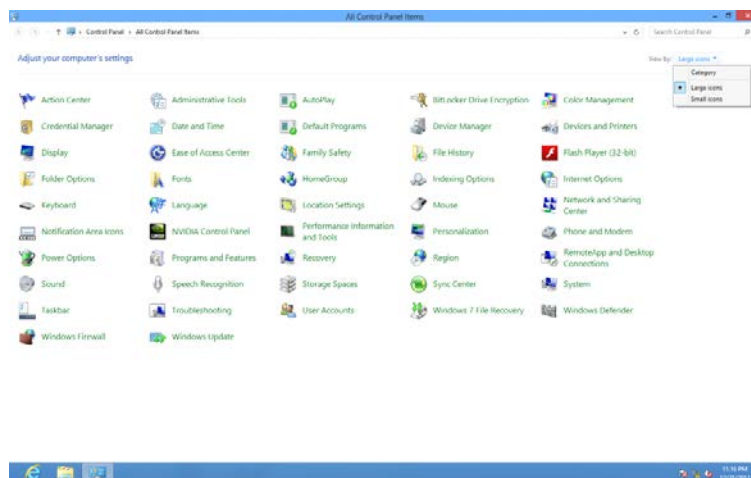 All Control Panel Items
Control Panel All Control Panel Items Search Control Panel
Adjust your computer's settings View by: Large icons
Category
Large icons
Small icons
Action Center Administrative Tools AutoPlay BitLocker Drive Encryption Color Management
Credential Manager Date and Time Default Programs Device Manager Devices and Printers
Display Ease of Access Center Family Safety File History Flash Player (32-bit)
Folder Options Fonts HomeGroup Indexing Options Internet Options
Keyboard Language Location Settings Mouse Network and Sharing
Center
Notification Area Icons NVIDIA Control Panel Performance Information
and Tools Personalization Phone and Modem
Power Options Programs and Features Recovery Region RemoteApp and Desktop
Connections
Sound Speech Recognition Storage Spaces Sync Center System
Taskbar Troubleshooting User Accounts Windows 7 File Recovery Windows Defender
Windows Firewall Windows Update
11:16 PM